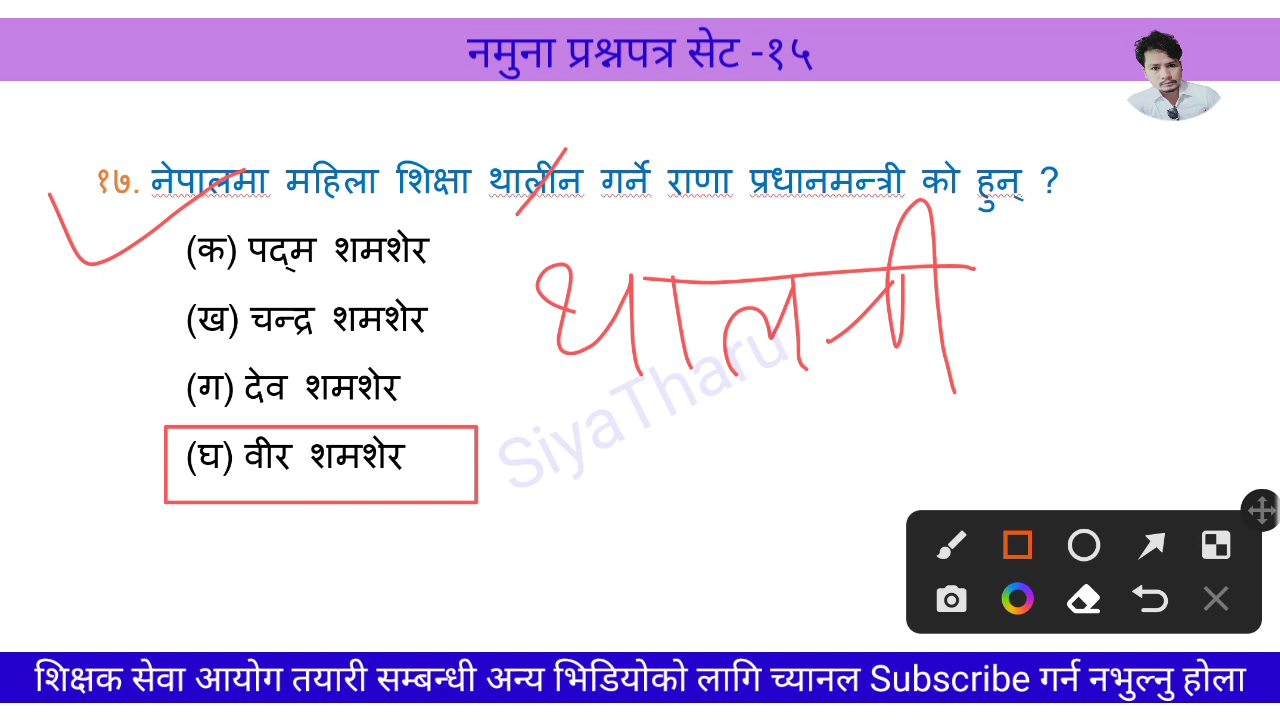 नमुना प्रश्नपत्र सेट -१५
१७. नेपालमा महिला शिक्षा थालीन गर्ने राणा प्रधानमन्त्री को हुन् ?
(क) पद्म शमशेर
(ख) चन्द्र शमशेर
(ग) देव शमशेर
(घ) वीर शमशेर
SiyaTharu
शिक्षक सेवा आयोग तयारी सम्बन्धी अन्य भिडियोको लागि च्यानल Subscribe गर्न नभुल्नु होला